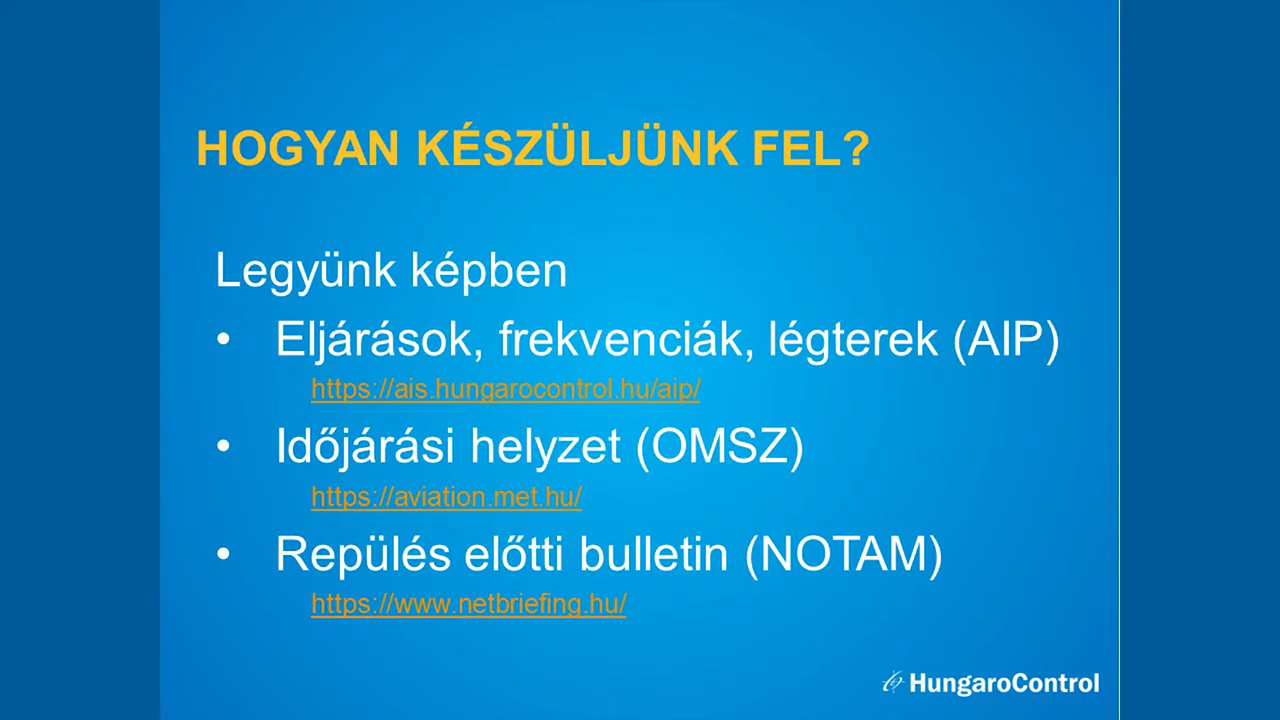 HOGYAN KÉSZÜLJÜNK FEL?
Legyünk képben
• Eljárások, frekvenciák, légterek (AIP)
https://ais.hungarocontrol.hu/aip/
• Időjárási helyzet (OMSZ)
https://aviation.met.hu/
• Repülés előtti bulletin (NOTAM)
https://www.netbriefing.hu/
HungaroControl